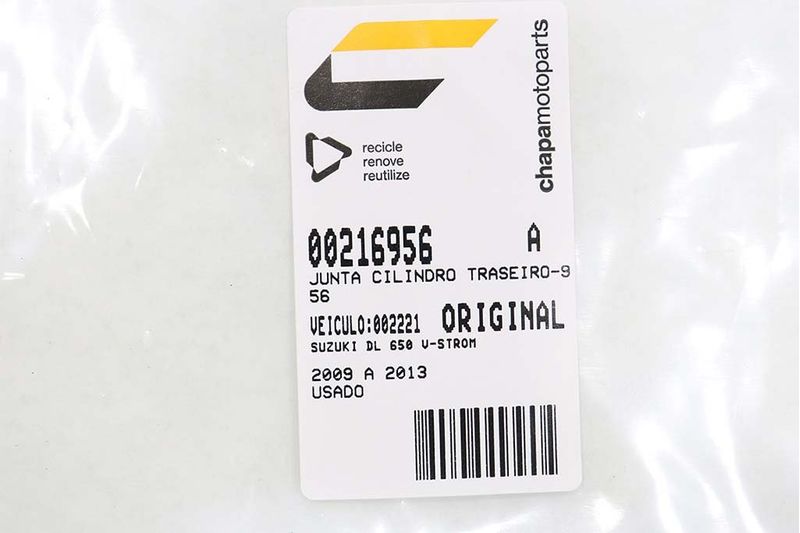 chapamotoparts
recicle
renove
reutilize
00216956 A
JUNTA CILINDRO TRASEIRO-9
56
VEICULO:002221 ORIGINAL
SUZUKI DL 650 V-STROM
2009 A 2013
USADO